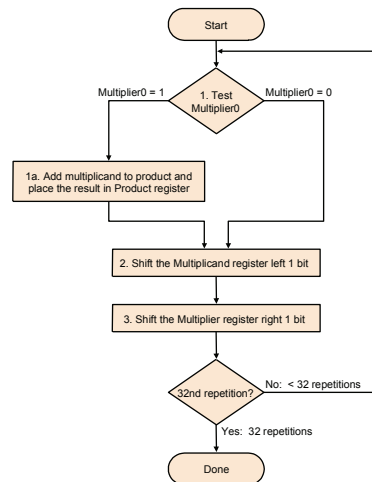 Start
Multiplier0 = 1
1. Test
Multiplier0
Multiplier0 = 0
1a. Add multiplicand to product and
place the result in Product register
2. Shift the Multiplicand register left 1 bit
3. Shift the Multiplier register right 1 bit
32nd repetition?
No: < 32 repetitions
Yes: 32 repetitions
Done